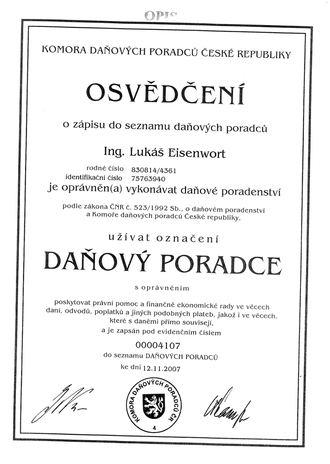 OPIS
KOMORA DAŇOVÝCH PORADCŮ ČESKÉ REPUBLIKY
OSVĚDČENÍ
o zápisu do seznamu daňových poradců
Ing. Lukáš Eisenwort
rodné číslo 830814/4361
identifikační číslo 75763940
je oprávněn(a) vykonávat daňové poradenství
podle zákona ČNR č. 523/1992 Sb., o daňovém poradenství
a Komoře daňových poradců České republiky,
užívat označení
DAŇOVÝ PORADCE
s oprávněním
poskytovat právní pomoc a finančně ekonomické rady ve věcech
daní, odvodů, poplatků a jiných podobných plateb, jakož i ve věcech,
které s daněmi přímo souvisejí,
a je zapsán pod evidenčním číslem
00004107
do seznamu DAŇOVÝCH PORADCŮ
ke dni 12.11.2007
KOMORA DAŇOVÝCH PORADCŮ ČR
4